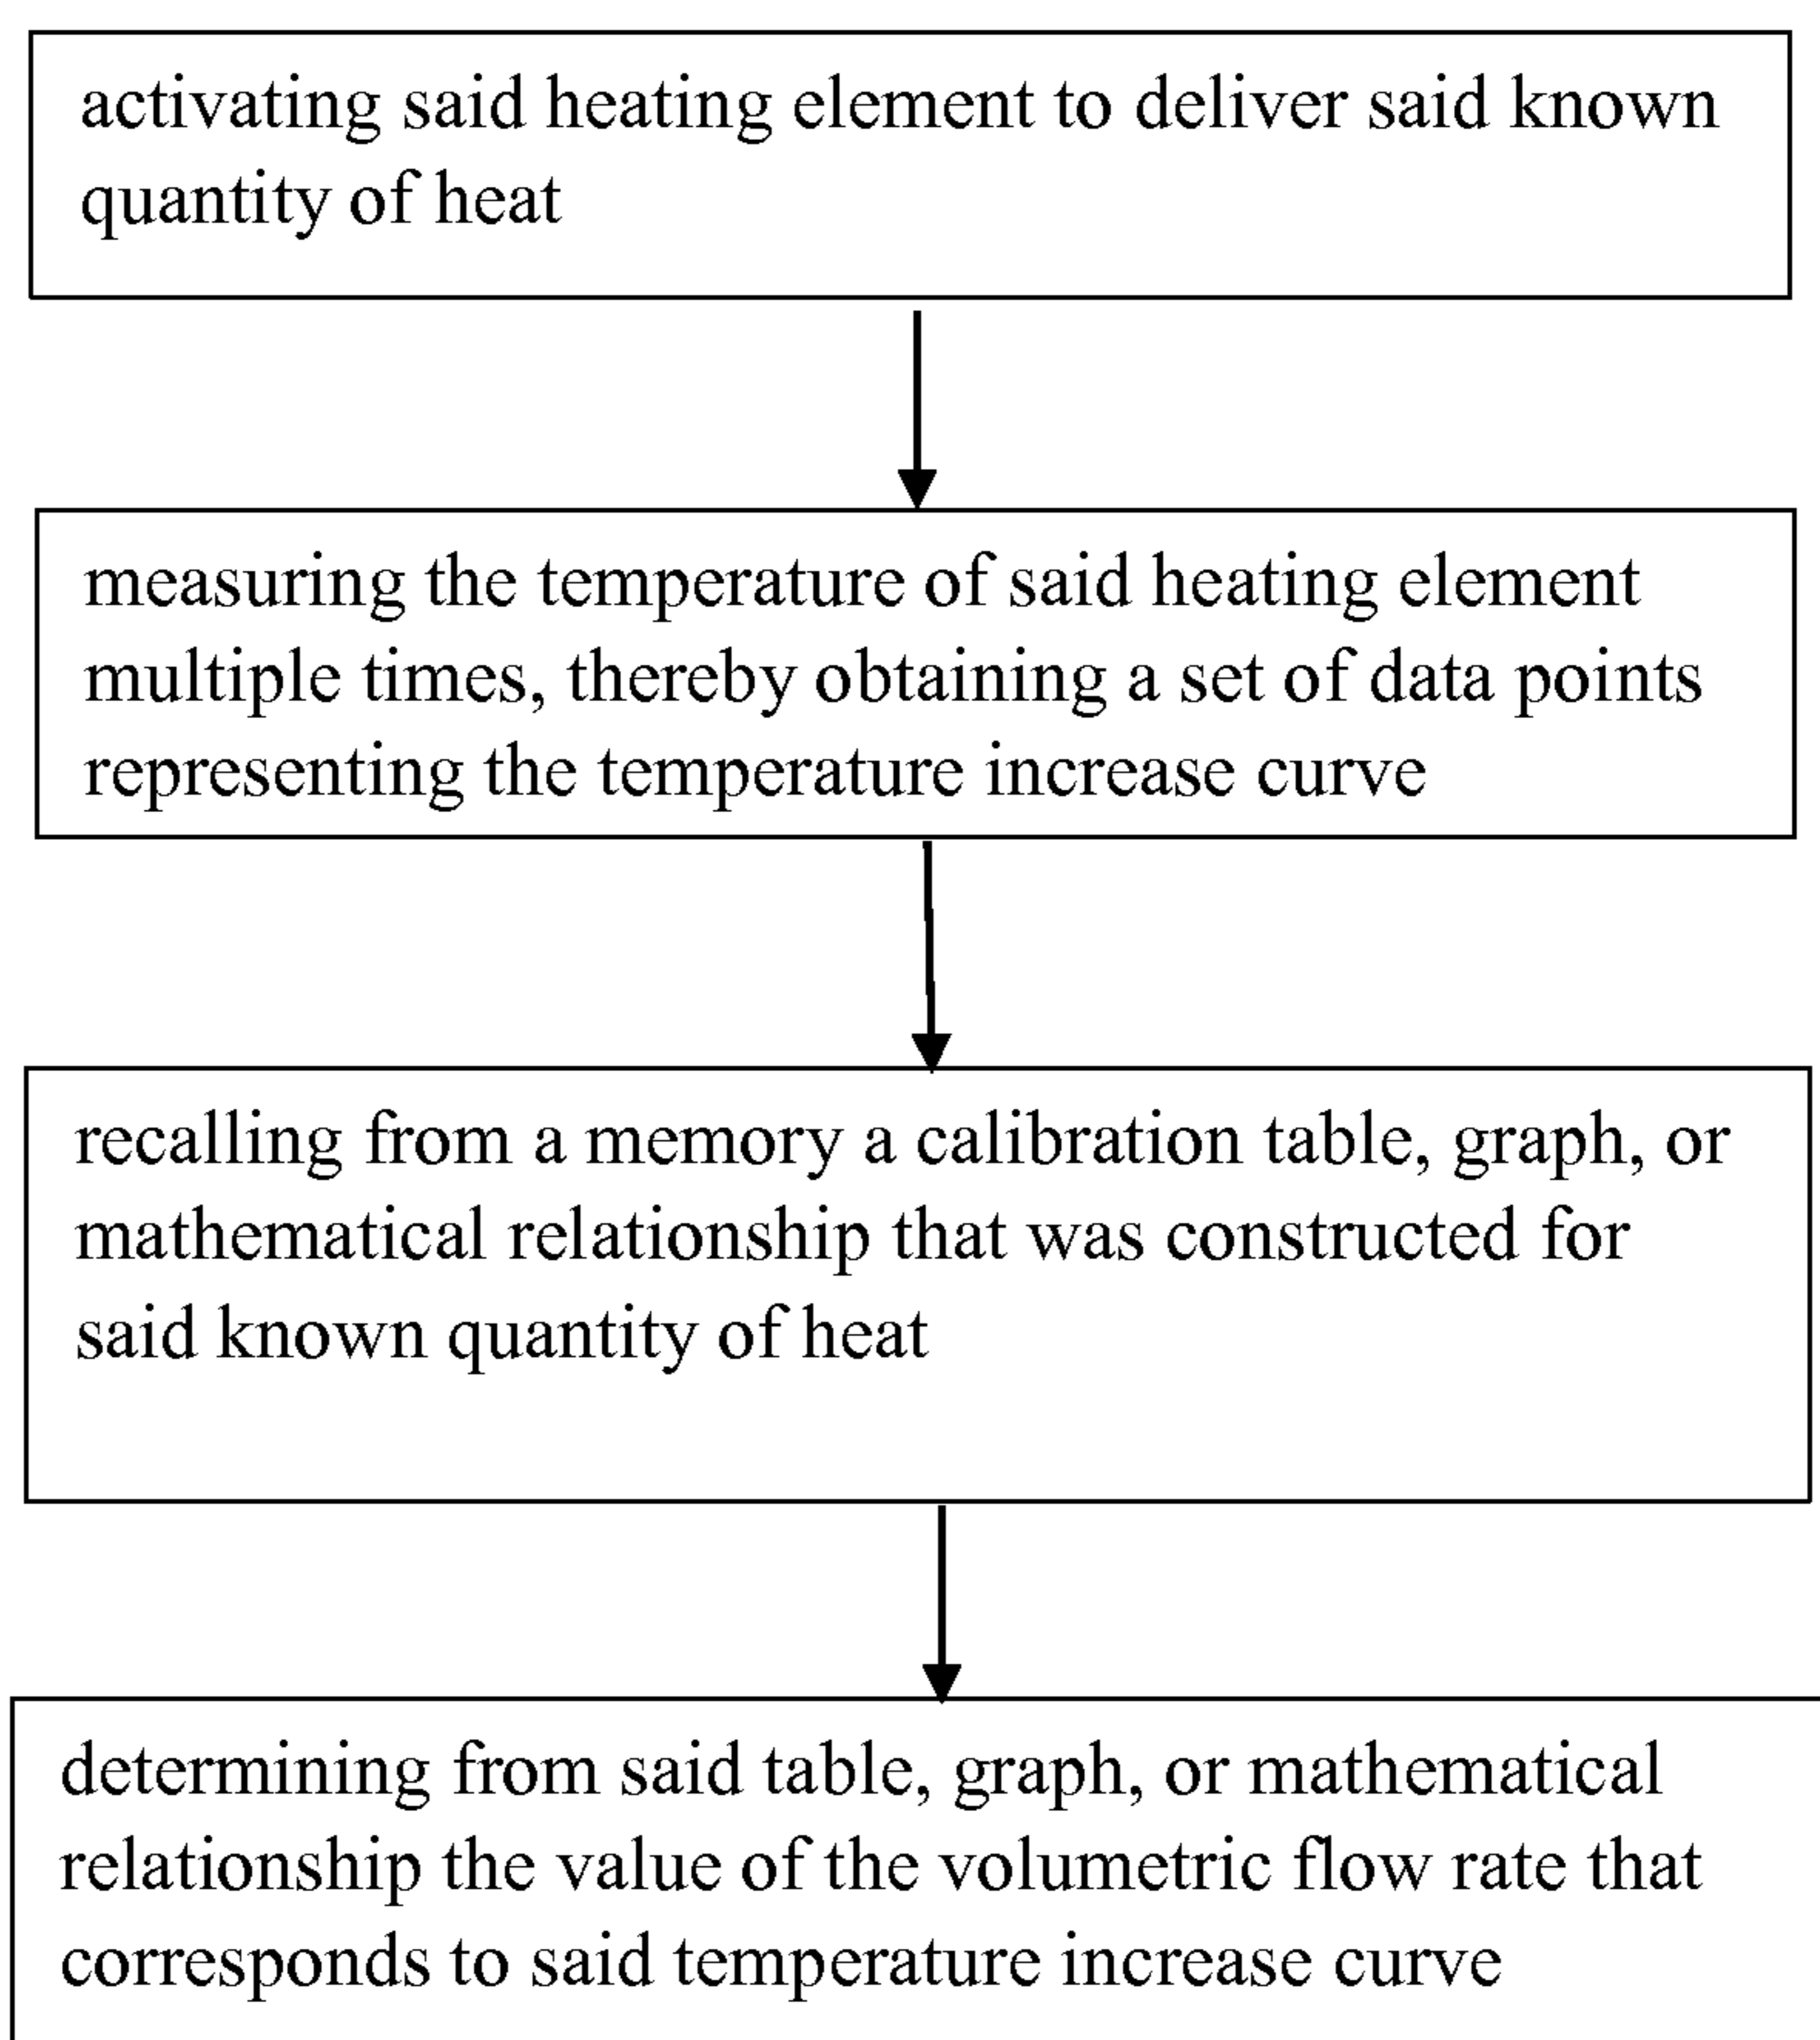 activating said heating element to deliver said known
quantity of heat
measuring the temperature of said heating element
multiple times, thereby obtaining a set of data points
representing the temperature increase curve
recalling from a memory a calibration table, graph, or
mathematical relationship that was constructed for
said known quantity of heat
determining from said table, graph, or mathematical
relationship the value of the volumetric flow rate that
corresponds to said temperature increase curve